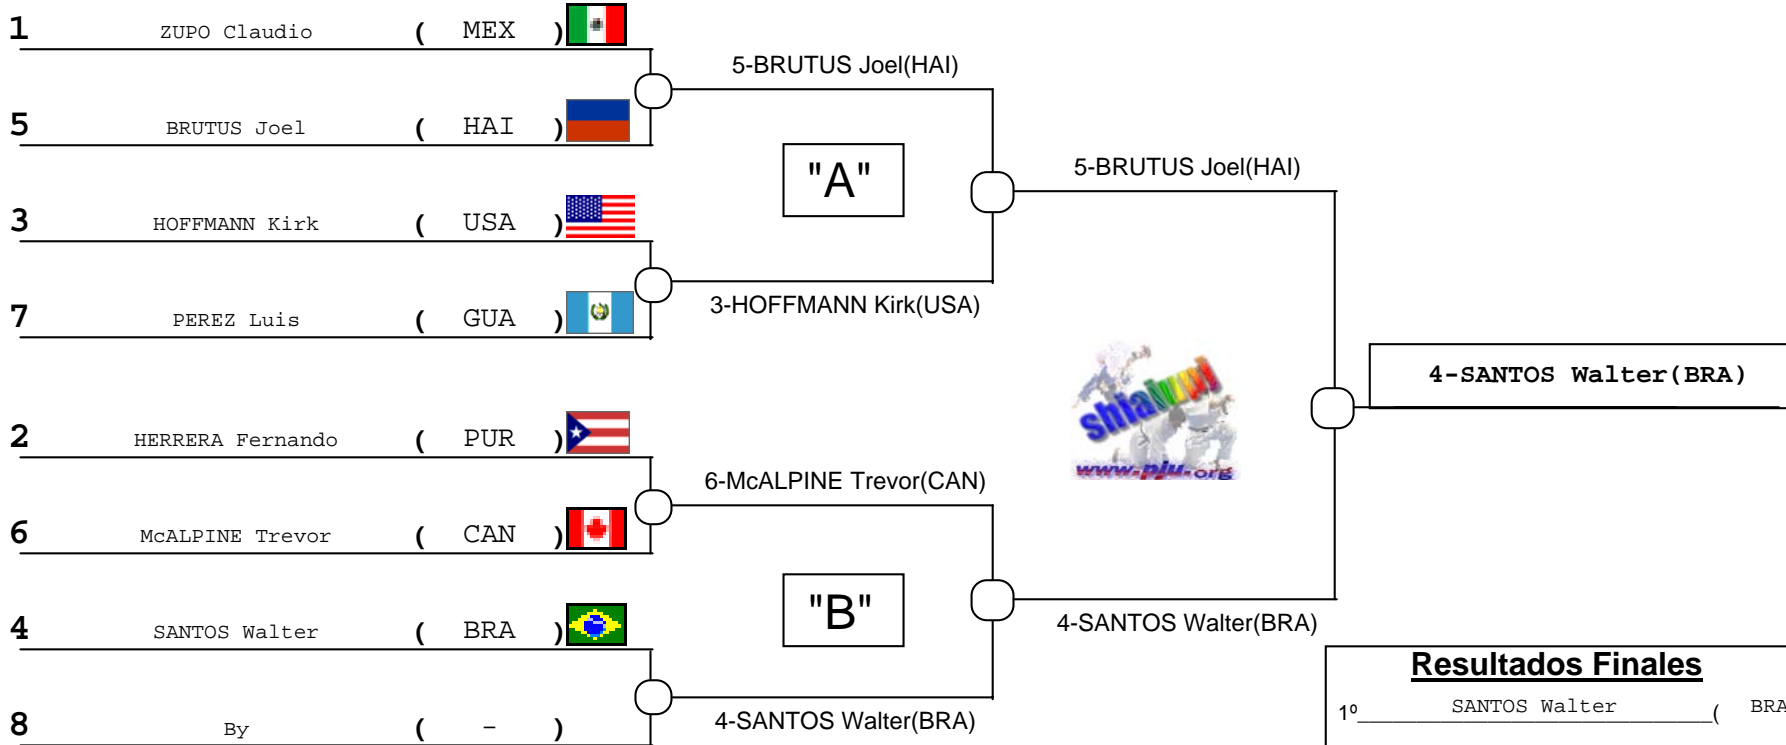 1 ZUPO Claudio ( MEX )
5-BRUTUS Joel(HAI)
5 BRUTUS Joel ( HAI )
"A"
5-BRUTUS Joel(HAI)
3 HOFFMANN Kirk ( USA )
3-HOFFMANN Kirk(USA)
7 PEREZ Luis ( GUA )
4-SANTOS Walter(BRA)
shiai
www.pju.org
2 HERRERA Fernando ( PUR )
6-McALPINE Trevor(CAN)
6 McALPINE Trevor ( CAN )
"B"
4-SANTOS Walter(BRA)
4 SANTOS Walter ( BRA )
4-SANTOS Walter(BRA)
8 By ( - )
Resultados Finales
1º SANTOS Walter ( BRA